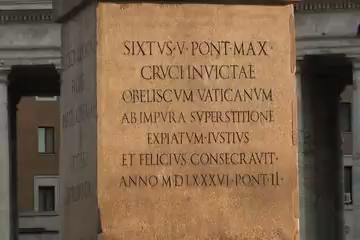 SIXTVS·V·PONT·MAX·
CRVCI INVICTAE
OBELISCVM VATICANVM
AB IMPVRA SVPERSTITIONE
EXPIATVM·IVSTIVS
ET FELICIVS CONSECRAVIT·
ANNO MDLXXXVI·PONT·II·